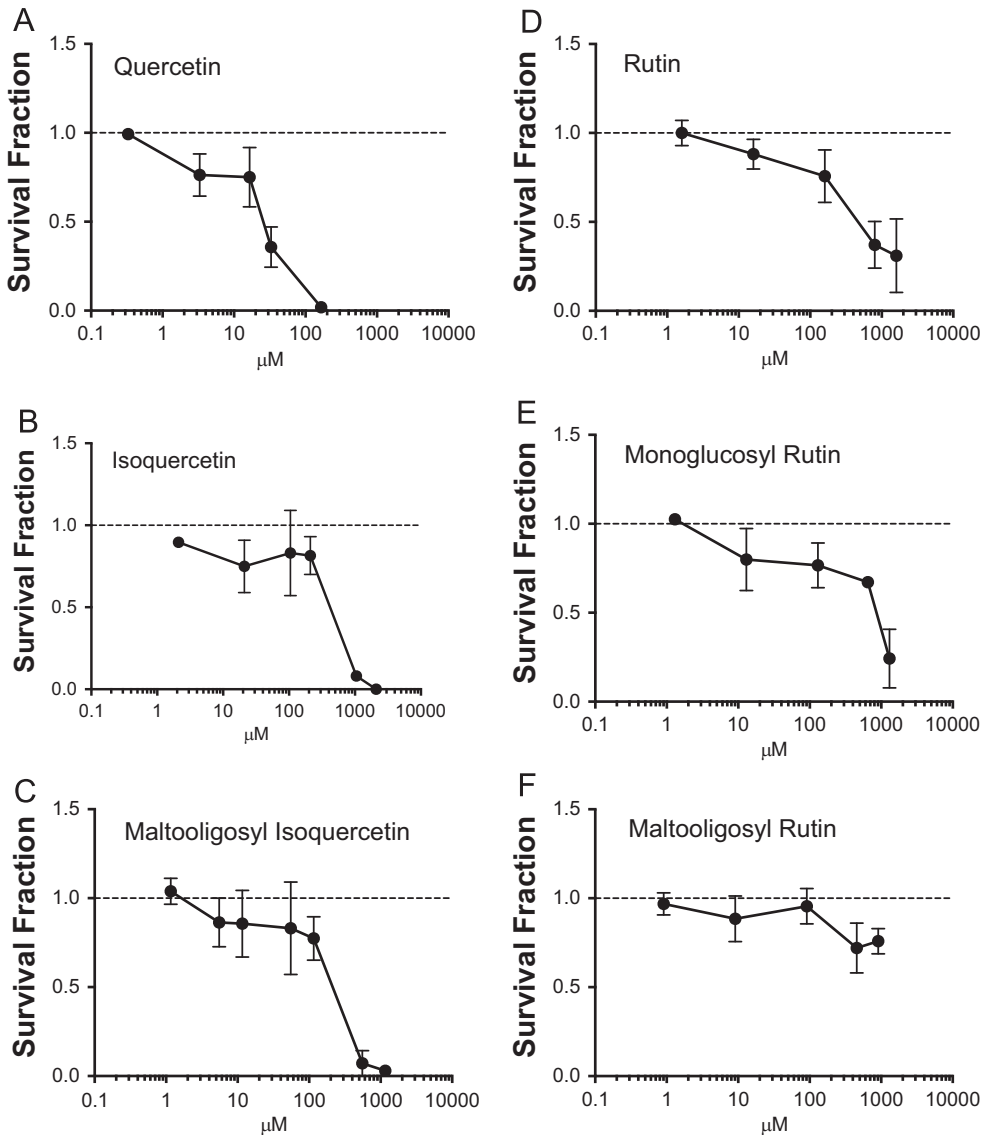 A
Quercetin
Survival Fraction
1.5
1.0
0.5
0.0
0.1 1 10 100 1000 10000
μM
B
Isoquercetin
Survival Fraction
1.5
1.0
0.5
0.0
0.1 1 10 100 1000 10000
μM
C
Maltooligosyl Isoquercetin
Survival Fraction
1.5
1.0
0.5
0.0
0.1 1 10 100 1000 10000
μM
D
Rutin
Survival Fraction
1.5
1.0
0.5
0.0
0.1 1 10 100 1000 10000
μM
E
Monoglucosyl Rutin
Survival Fraction
1.5
1.0
0.5
0.0
0.1 1 10 100 1000 10000
μM
F
Maltooligosyl Rutin
Survival Fraction
1.5
1.0
0.5
0.0
0.1 1 10 100 1000 10000
μM